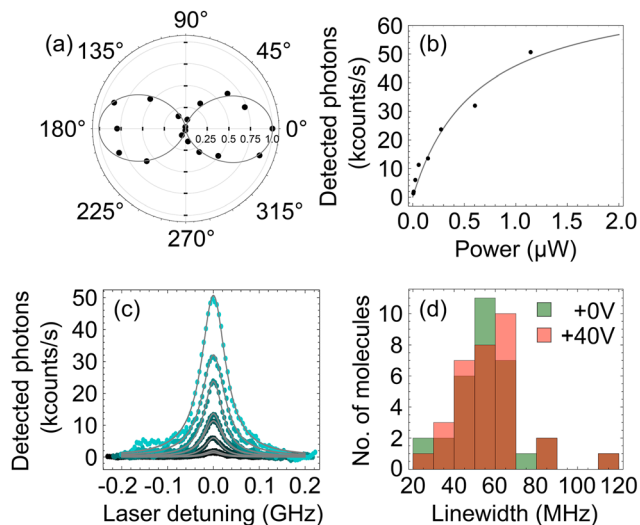 (a)
90°
135°
45°
180°
0.25 0.50 0.75 1.0
0°
225°
315°
270°
(b)
Detected photons
(kcounts/s)
60
50
40
30
20
10
0
0.0 0.5 1.0 1.5 2.0
Power (µW)
(c)
Detected photons
(kcounts/s)
50
40
30
20
10
0
-0.2 -0.1 0.0 0.1 0.2
Laser detuning (GHz)
(d)
+0V
+40V
No. of molecules
10
8
6
4
2
0
20 40 60 80 100 120
Linewidth (MHz)